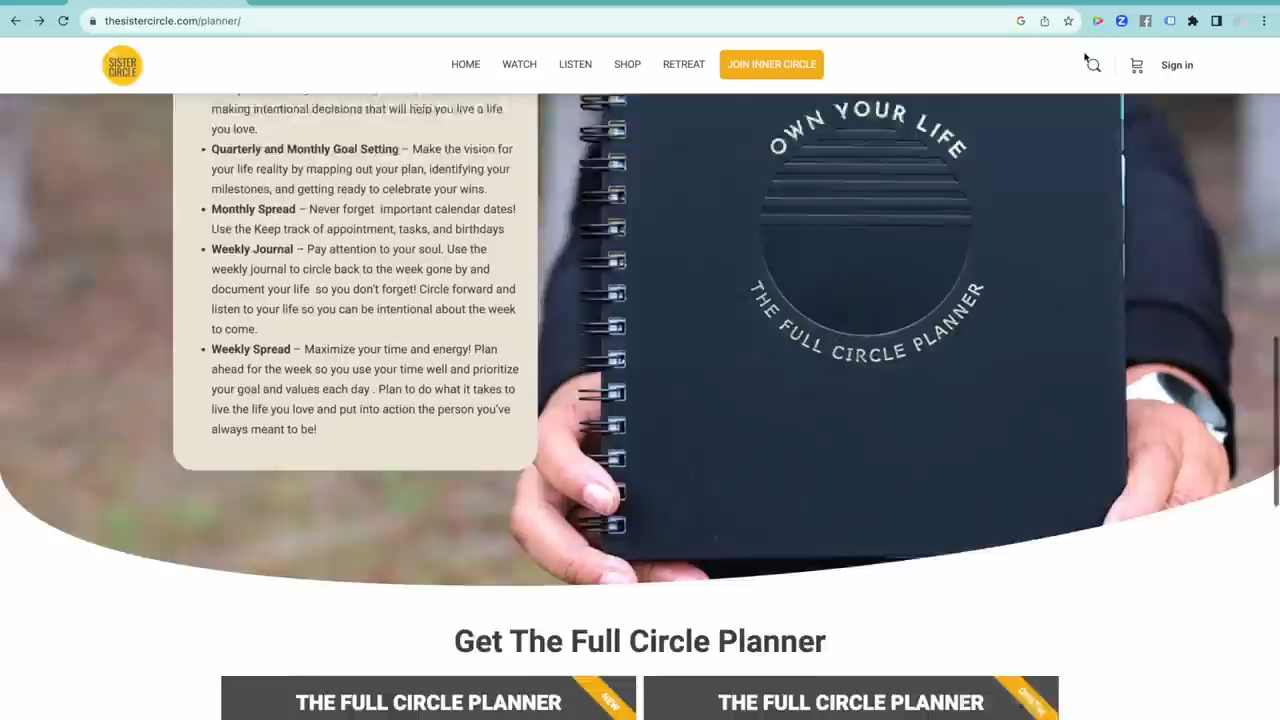 thesistercircle.com/planner/
SISTER
CIRCLE
HOME
WATCH
LISTEN
SHOP
RETREAT
JOIN INNER CIRCLE
Sign in
making intentional decisions that will help you live a life
you love.
• Quarterly and Monthly Goal Setting – Make the vision for
your life reality by mapping out your plan, identifying your
milestones, and getting ready to celebrate your wins.
• Monthly Spread – Never forget important calendar dates!
Use the Keep track of appointment, tasks, and birthdays
• Weekly Journal – Pay attention to your soul. Use the
weekly journal to circle back to the week gone by and
document your life so you don't forget! Circle forward and
listen to your life so you can be intentional about the week
to come.
• Weekly Spread – Maximize your time and energy! Plan
ahead for the week so you use your time well and prioritize
your goal and values each day . Plan to do what it takes to
live the life you love and put into action the person you've
always meant to be!
OWN YOUR LIFE
THE FULL CIRCLE PLANNER
Get The Full Circle Planner
THE FULL CIRCLE PLANNER
NEW
THE FULL CIRCLE PLANNER